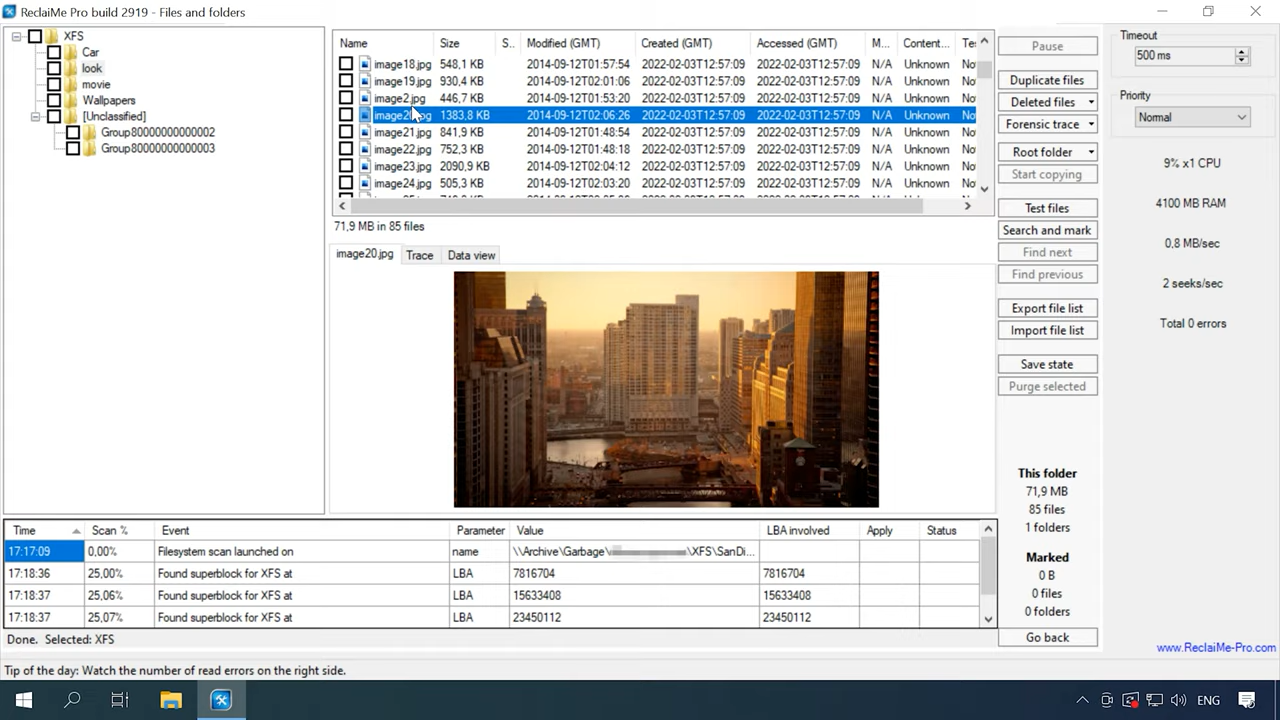 ReclaiMe Pro build 2919 - Files and folders
XFS
Car
look
movie
Wallpapers
[Unclassified]
Group80000000000002
Group80000000000003
Name Size S.. Modified (GMT) Created (GMT) Accessed (GMT) M... Content... Te:
image18.jpg 548,1 KB 2014-09-12T01:57:54 2022-02-03T12:57:09 2022-02-03T12:57:09 N/A Unknown No
image19.jpg 930,4 KB 2014-09-12T02:01:06 2022-02-03T12:57:09 2022-02-03T12:57:09 N/A Unknown No
image2.jpg 446,7 KB 2014-09-12T01:53:20 2022-02-03T12:57:09 2022-02-03T12:57:09 N/A Unknown No
image20.jpg 1383,8 KB 2014-09-12T02:06:26 2022-02-03T12:57:09 2022-02-03T12:57:09 N/A Unknown No
image21.jpg 841,9 KB 2014-09-12T01:48:54 2022-02-03T12:57:09 2022-02-03T12:57:09 N/A Unknown No
image22.jpg 752,3 KB 2014-09-12T01:48:18 2022-02-03T12:57:09 2022-02-03T12:57:09 N/A Unknown No
image23.jpg 2090,9 KB 2014-09-12T02:04:12 2022-02-03T12:57:09 2022-02-03T12:57:09 N/A Unknown No
image24.jpg 505,3 KB 2014-09-12T02:03:20 2022-02-03T12:57:09 2022-02-03T12:57:09 N/A Unknown No
71,9 MB in 85 files
image20.jpg Trace Data view
Pause
Duplicate files
Deleted files
Forensic trace
Root folder
Start copying
Test files
Search and mark
Find next
Find previous
Export file list
Import file list
Save state
Purge selected
This folder
71,9 MB
85 files
1 folders
Marked
0 B
0 files
0 folders
Go back
Timeout
500 ms
Priority
Normal
9% x1 CPU
4100 MB RAM
0,8 MB/sec
2 seeks/sec
Total 0 errors
www.ReclaiMe-Pro.com
Time Scan % Event Parameter Value LBA involved Apply Status
17:17:09 0,00% Filesystem scan launched on name \\Archive\Garbage\ \XFS\SanDi...
17:18:36 25,00% Found superblock for XFS at LBA 7816704 7816704
17:18:37 25,06% Found superblock for XFS at LBA 15633408 15633408
17:18:37 25,07% Found superblock for XFS at LBA 23450112 23450112
Done. Selected: XFS
Tip of the day: Watch the number of read errors on the right side.
ENG